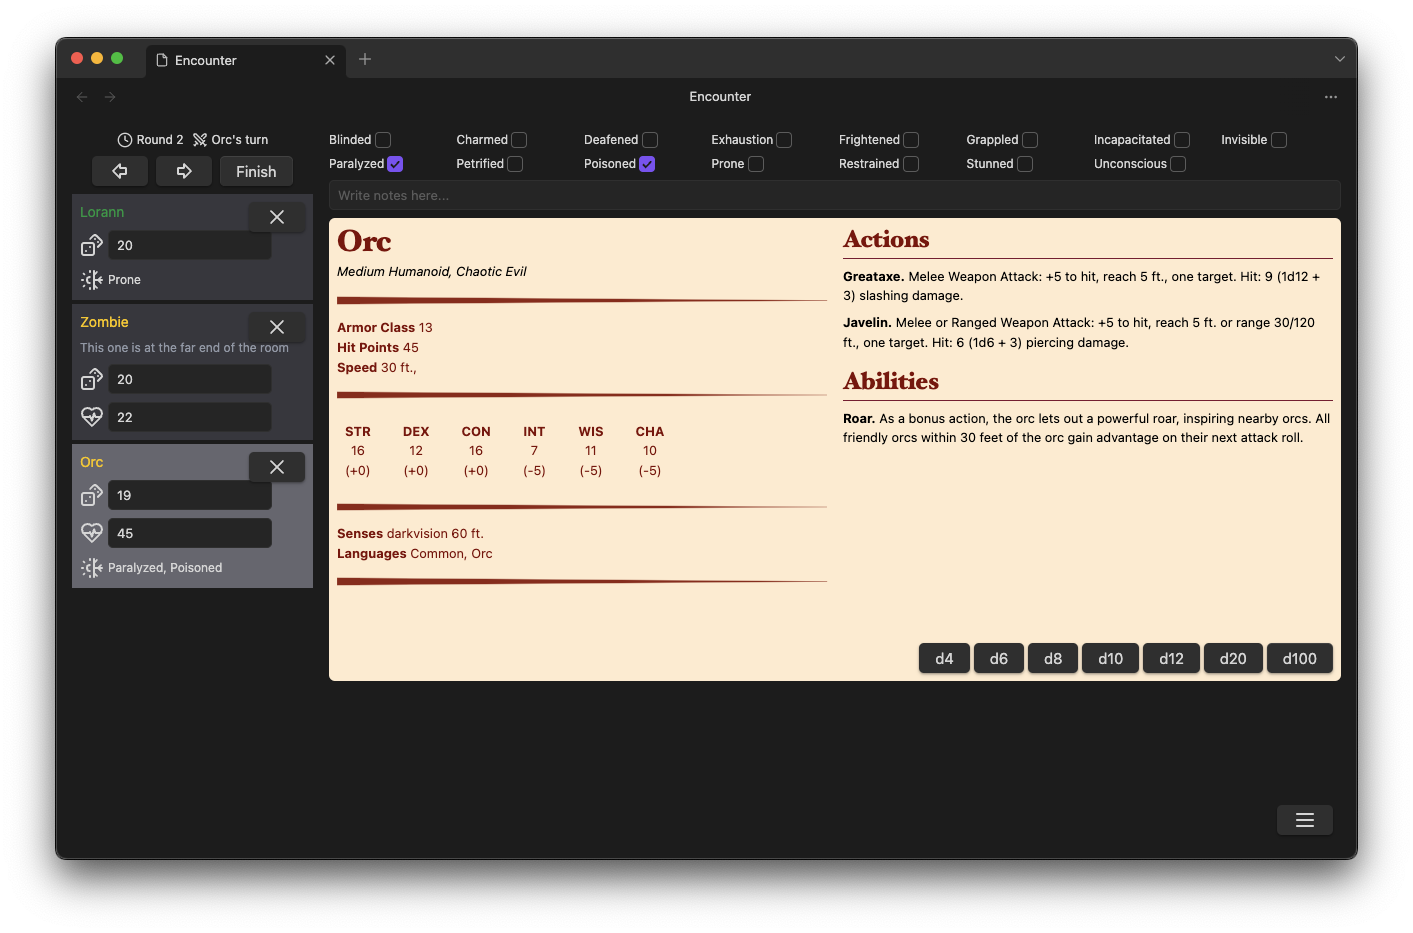 Encounter
Encounter
Round 2 Orc's turn
Finish
Lorann
20
Prone
Zombie
This one is at the far end of the room
20
22
Orc
19
45
Paralyzed, Poisoned
Blinded Charmed Deafened Exhaustion Frightened Grappled Incapacitated Invisible
Paralyzed Petrified Poisoned Prone Restrained Stunned Unconscious
Write notes here...
Orc
Medium Humanoid, Chaotic Evil
Armor Class 13
Hit Points 45
Speed 30 ft.,
STR DEX CON INT WIS CHA
16 12 16 7 11 10
(+0) (+0) (+0) (-5) (-5) (-5)
Senses darkvision 60 ft.
Languages Common, Orc
Actions
Greataxe. Melee Weapon Attack: +5 to hit, reach 5 ft., one target. Hit: 9 (1d12 +
3) slashing damage.
Javelin. Melee or Ranged Weapon Attack: +5 to hit, reach 5 ft. or range 30/120
ft., one target. Hit: 6 (1d6 + 3) piercing damage.
Abilities
Roar. As a bonus action, the orc lets out a powerful roar, inspiring nearby orcs. All
friendly orcs within 30 feet of the orc gain advantage on their next attack roll.
d4 d6 d8 d10 d12 d20 d100